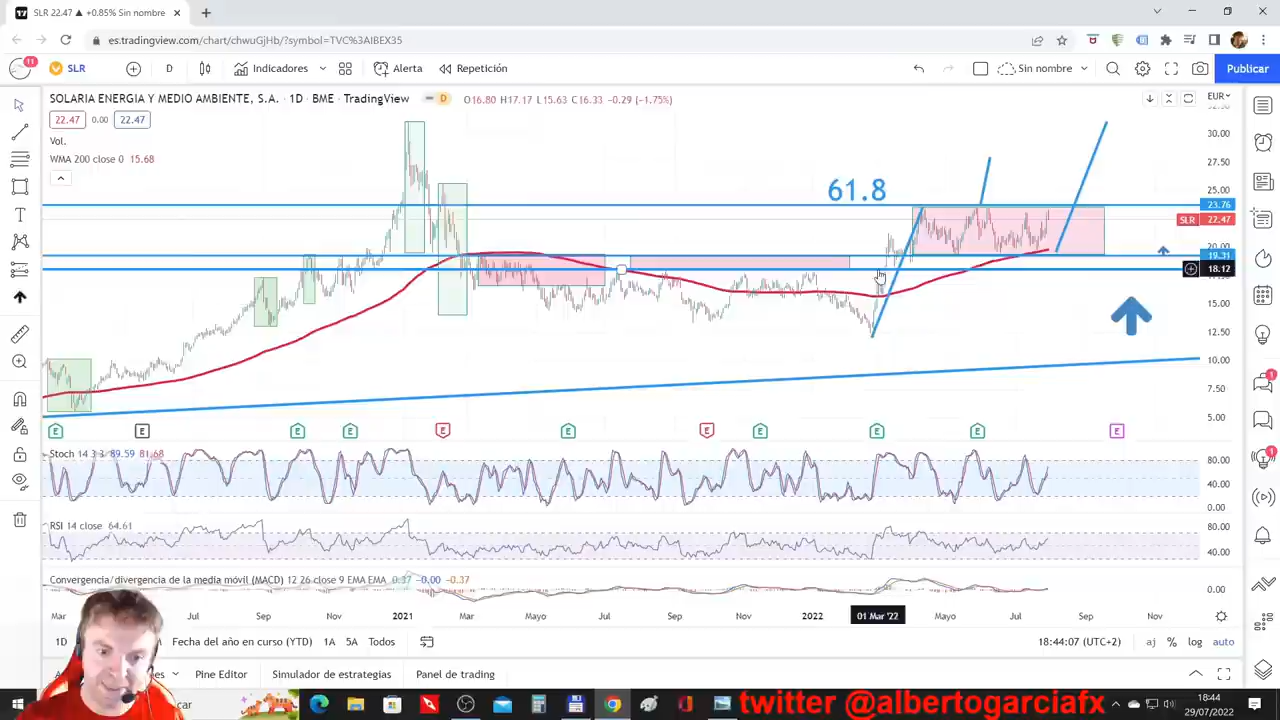 SLR 22.47 ▲ +0.85% Sin nombre
es.tradingview.com/chart/chwuGjHb/?symbol=TVC%3AIBEX35
11
SLR
D
Indicadores
Alerta
Repetición
Sin nombre
Publicar
SOLARIA ENERGIA Y MEDIO AMBIENTE, S.A. · 1D · BME · TradingView
D
O16.80 H17.17 L15.63 C16.33 -0.29 (-1.75%)
EUR
22.47 0.00 22.47
Vol.
WMA 200 close 0 15.68
61.8
30.00
27.50
25.00
23.76
SLR 22.47
20.00
19.31
18.12
15.00
12.50
10.00
7.50
5.00
E E E E E E E E E E E
Stoch 14 3 3 89.59 81.68
80.00
40.00
0.00
RSI 14 close 64.61
80.00
40.00
Convergencia/divergencia de la media móvil (MACD) 12 26 close 9 EMA EMA 0.37 -0.00 -0.37
0.00
Mar Jul Sep Nov 2021 Mar Mayo Jul Sep Nov 2022 01 Mar '22 Mayo Jul Sep Nov
1D Fecha del año en curso (YTD) 1A 5A Todos
18:44:07 (UTC+2) aj % log auto
Pine Editor Simulador de estrategias Panel de trading
twitter @albertogarciafx
18:44
29/07/2022